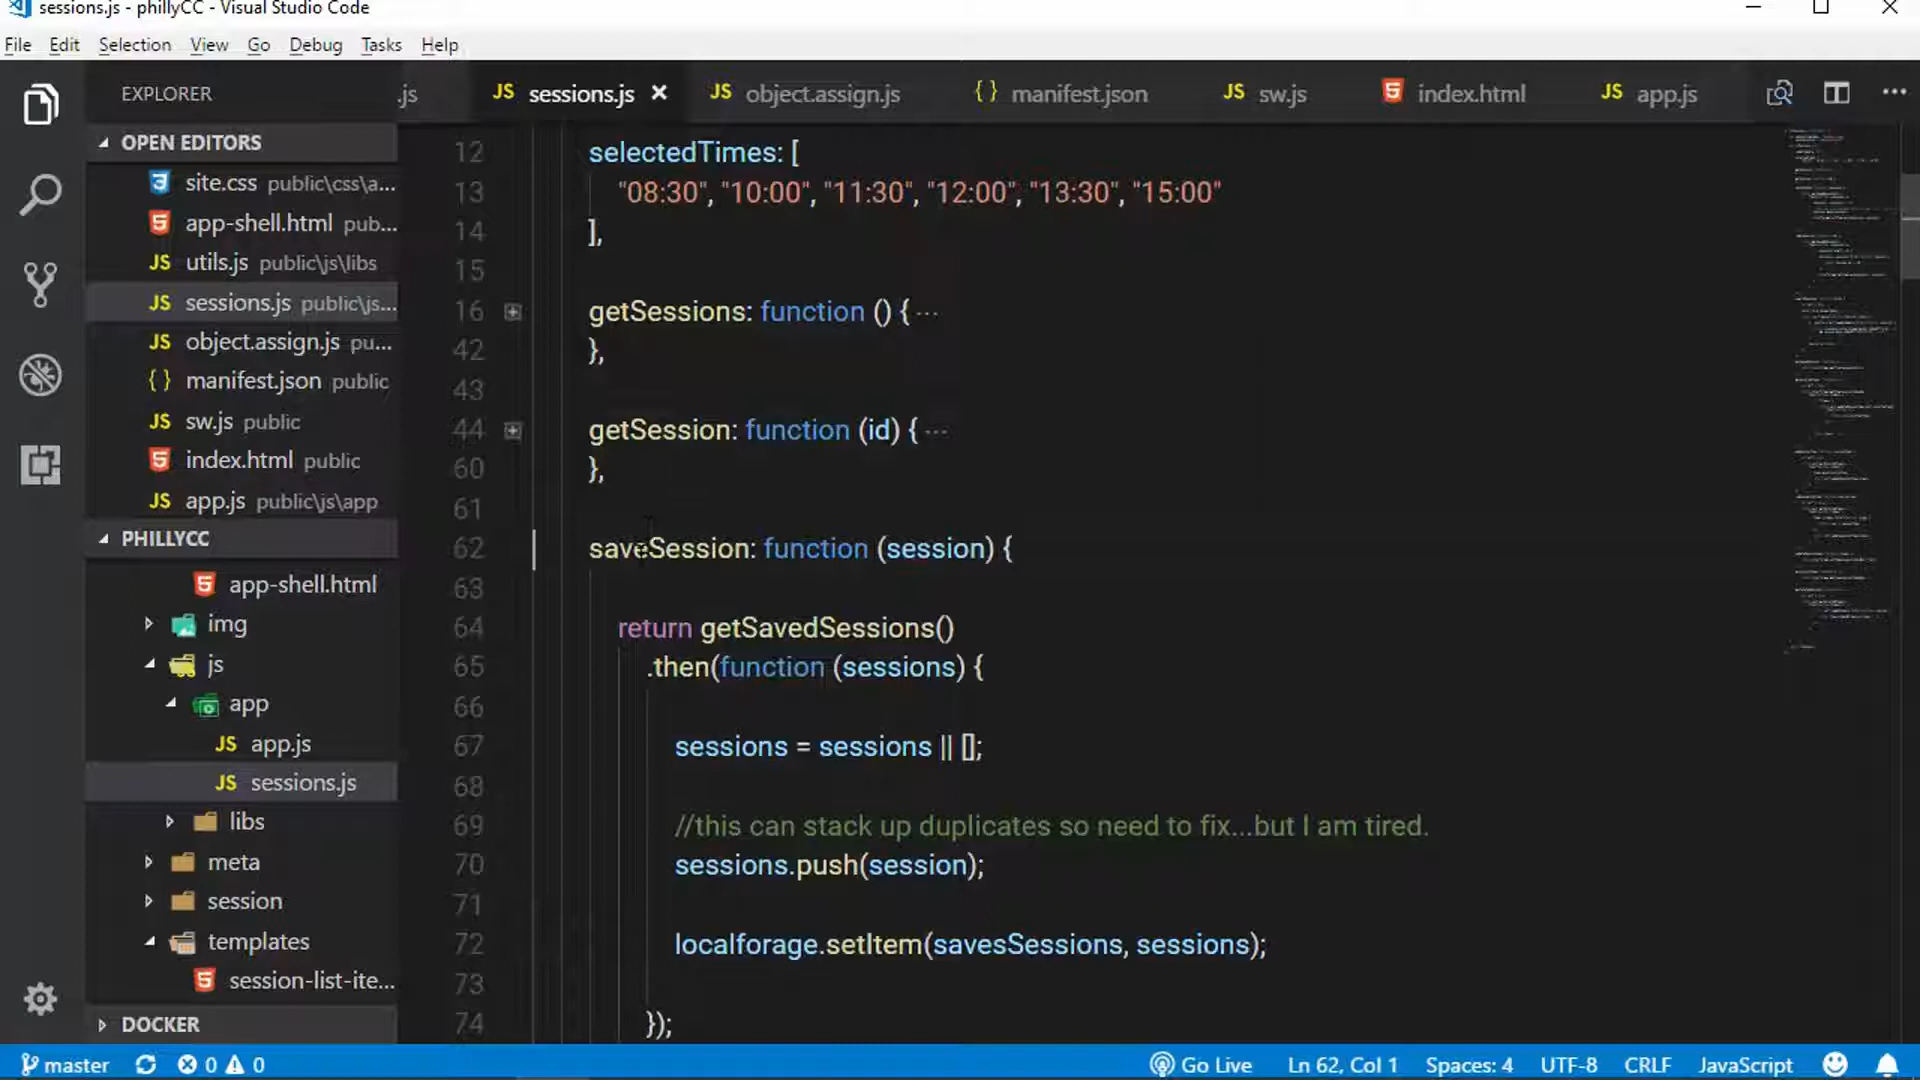 sessions.js - phillyCC - Visual Studio Code
File Edit Selection View Go Debug Tasks Help
EXPLORER
.js
JS sessions.js
JS object.assign.js
{ } manifest.json
JS sw.js
index.html
JS app.js
OPEN EDITORS
site.css public\css\a...
app-shell.html pub...
JS utils.js public\js\libs
JS sessions.js public\js...
JS object.assign.js pu...
{ } manifest.json public
JS sw.js public
index.html public
JS app.js public\js\app
PHILLYCC
app-shell.html
img
js
app
JS app.js
JS sessions.js
libs
meta
session
templates
session-list-ite...
DOCKER
12 selectedTimes: [
13 "08:30", "10:00", "11:30", "12:00", "13:30", "15:00"
14 ],
15
16 getSessions: function () { ...
42 },
43
44 getSession: function (id) { ...
60 },
61
62 saveSession: function (session) {
63
64 return getSavedSessions()
65 .then(function (sessions) {
66
67 sessions = sessions || [];
68
69 //this can stack up duplicates so need to fix...but I am tired.
70 sessions.push(session);
71
72 localforage.setItem(savesSessions, sessions);
73
74 });
master 0 0 Go Live Ln 62, Col 1 Spaces: 4 UTF-8 CRLF JavaScript